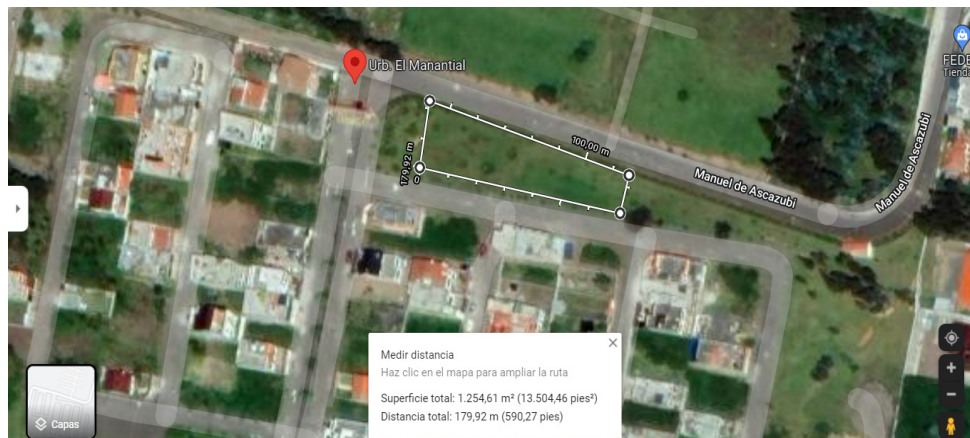 Urb. El Manantial
FEDE
Tienda
100,00 m
179,92 m
0
Manuel de Ascazubi
Manuel de Ascazubi
Medir distancia
Haz clic en el mapa para ampliar la ruta
Superficie total: 1.254,61 m² (13.504,46 pies²)
Distancia total: 179,92 m (590,27 pies)
Capas